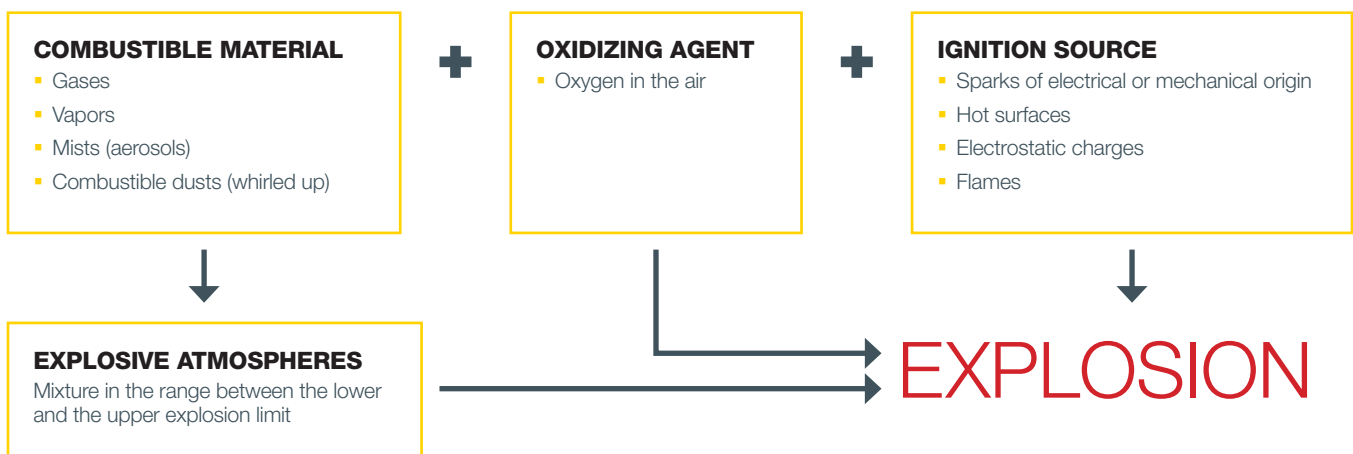 COMBUSTIBLE MATERIAL
Gases
Vapors
Mists (aerosols)
Combustible dusts (whirled up)
OXIDIZING AGENT
Oxygen in the air
IGNITION SOURCE
Sparks of electrical or mechanical origin
Hot surfaces
Electrostatic charges
Flames
EXPLOSIVE ATMOSPHERES
Mixture in the range between the lower
and the upper explosion limit
EXPLOSION